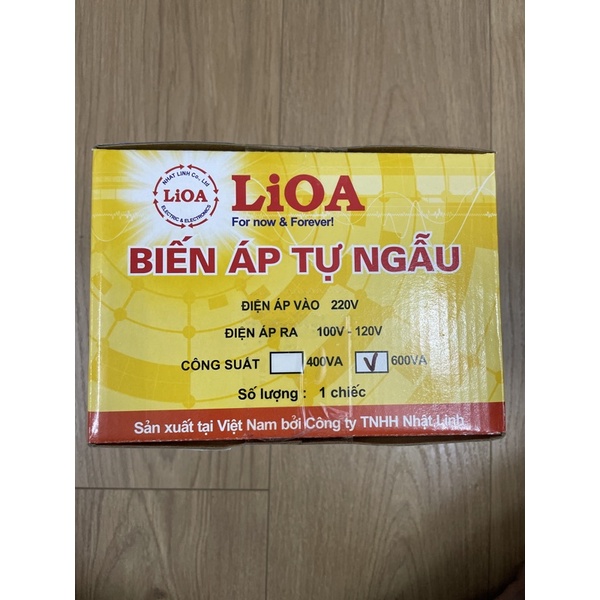 NHAT LINH Co., Ltd
LiOA
ELECTRIC & ELECTRONICS
LiOA
For now & Forever!
BIẾN ÁP TỰ NGẪU
ĐIỆN ÁP VÀO 220V
ĐIỆN ÁP RA 100V - 120V
CÔNG SUẤT 400VA 600VA
Số lượng : 1 chiếc
Sản xuất tại Việt Nam bởi Công ty TNHH Nhật Linh